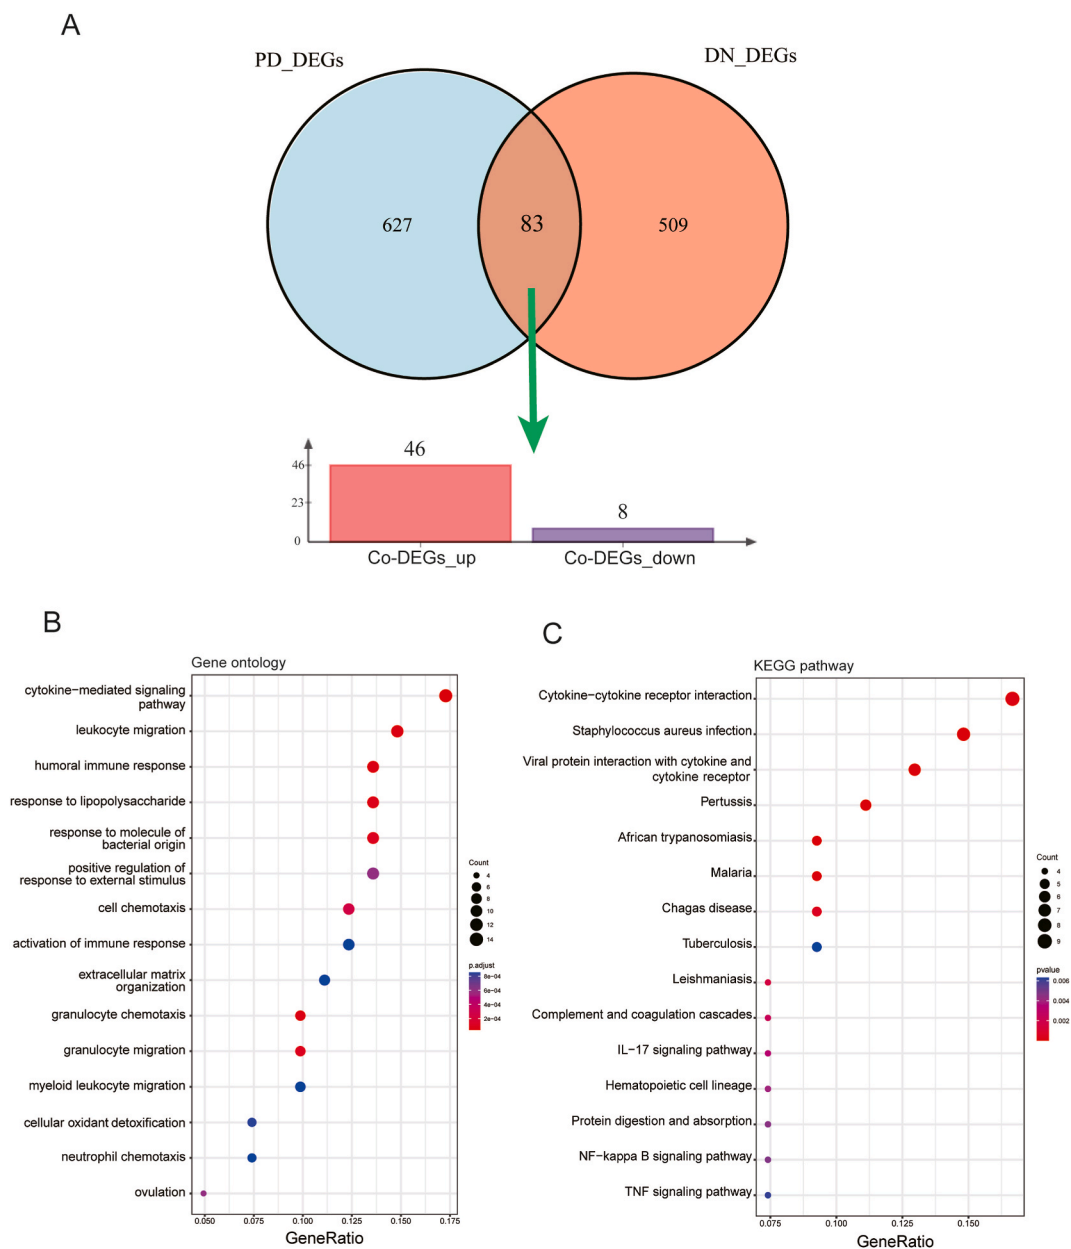 A
PD_DEGs
DN_DEGs
627
83
509
46
8
46
23
0
Co-DEGs_up
Co-DEGs_down
B
Gene ontology
cytokine−mediated signaling
pathway
leukocyte migration
humoral immune response
response to lipopolysaccharide
response to molecule of
bacterial origin
positive regulation of
response to external stimulus
cell chemotaxis
activation of immune response
extracellular matrix
organization
granulocyte chemotaxis
granulocyte migration
myeloid leukocyte migration
cellular oxidant detoxification
neutrophil chemotaxis
ovulation
0.050 0.075 0.100 0.125 0.150 0.175
GeneRatio
Count
4
6
8
10
12
14
p.adjust
8e−04
6e−04
4e−04
2e−04
C
KEGG pathway
Cytokine−cytokine receptor interaction
Staphylococcus aureus infection
Viral protein interaction with cytokine and
cytokine receptor
Pertussis
African trypanosomiasis
Malaria
Chagas disease
Tuberculosis
Leishmaniasis
Complement and coagulation cascades
IL−17 signaling pathway
Hematopoietic cell lineage
Protein digestion and absorption
NF−kappa B signaling pathway
TNF signaling pathway
0.075 0.100 0.125 0.150
GeneRatio
Count
4
5
6
7
8
9
pvalue
0.006
0.004
0.002